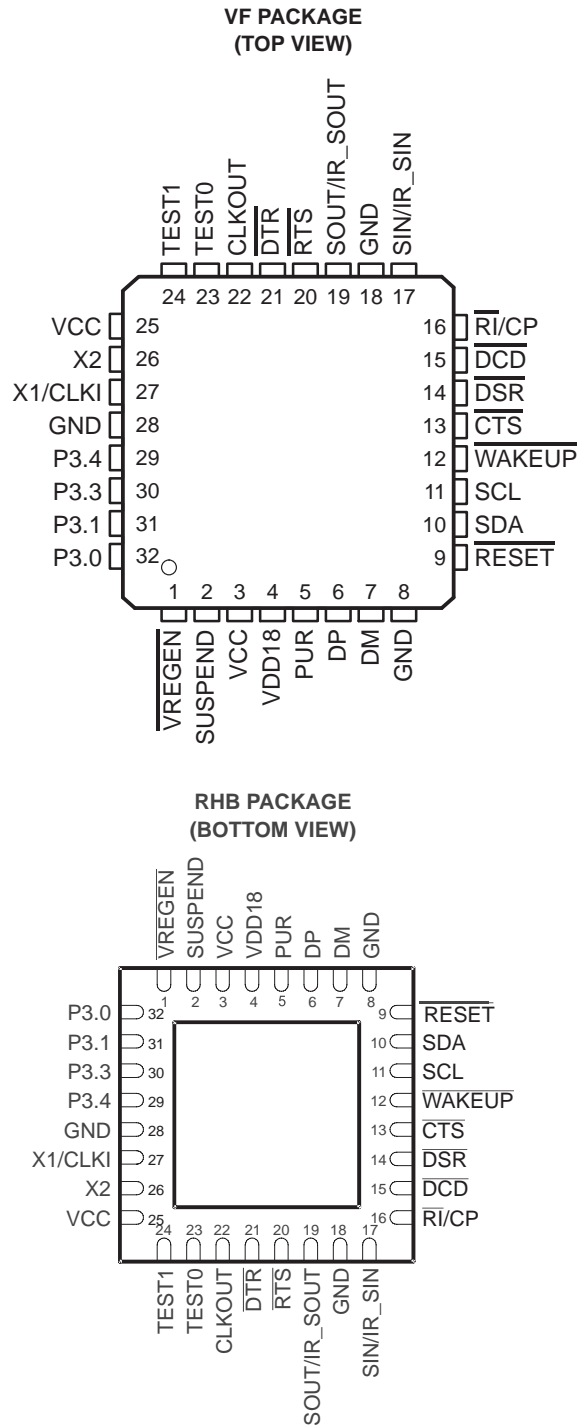 VF PACKAGE
(TOP VIEW)
TEST1
TEST0
CLKOUT
DTR
RTS
SOUT/IR_SOUT
GND
SIN/IR_SIN
24 23 22 21 20 19 18 17
VCC 25 16 RI/CP
X2 26 15 DCD
X1/CLKI 27 14 DSR
GND 28 13 CTS
P3.4 29 12 WAKEUP
P3.3 30 11 SCL
P3.1 31 10 SDA
P3.0 32 9 RESET
1 2 3 4 5 6 7 8
VREGEN
SUSPEND
VCC
VDD18
PUR
DP
DM
GND
RHB PACKAGE
(BOTTOM VIEW)
VREGEN
SUSPEND
VCC
VDD18
PUR
DP
DM
GND
1 2 3 4 5 6 7 8
P3.0 32 9 RESET
P3.1 31 10 SDA
P3.3 30 11 SCL
P3.4 29 12 WAKEUP
GND 28 13 CTS
X1/CLKI 27 14 DSR
X2 26 15 DCD
VCC 25 16 RI/CP
24 23 22 21 20 19 18 17
TEST1
TEST0
CLKOUT
DTR
RTS
SOUT/IR_SOUT
GND
SIN/IR_SIN